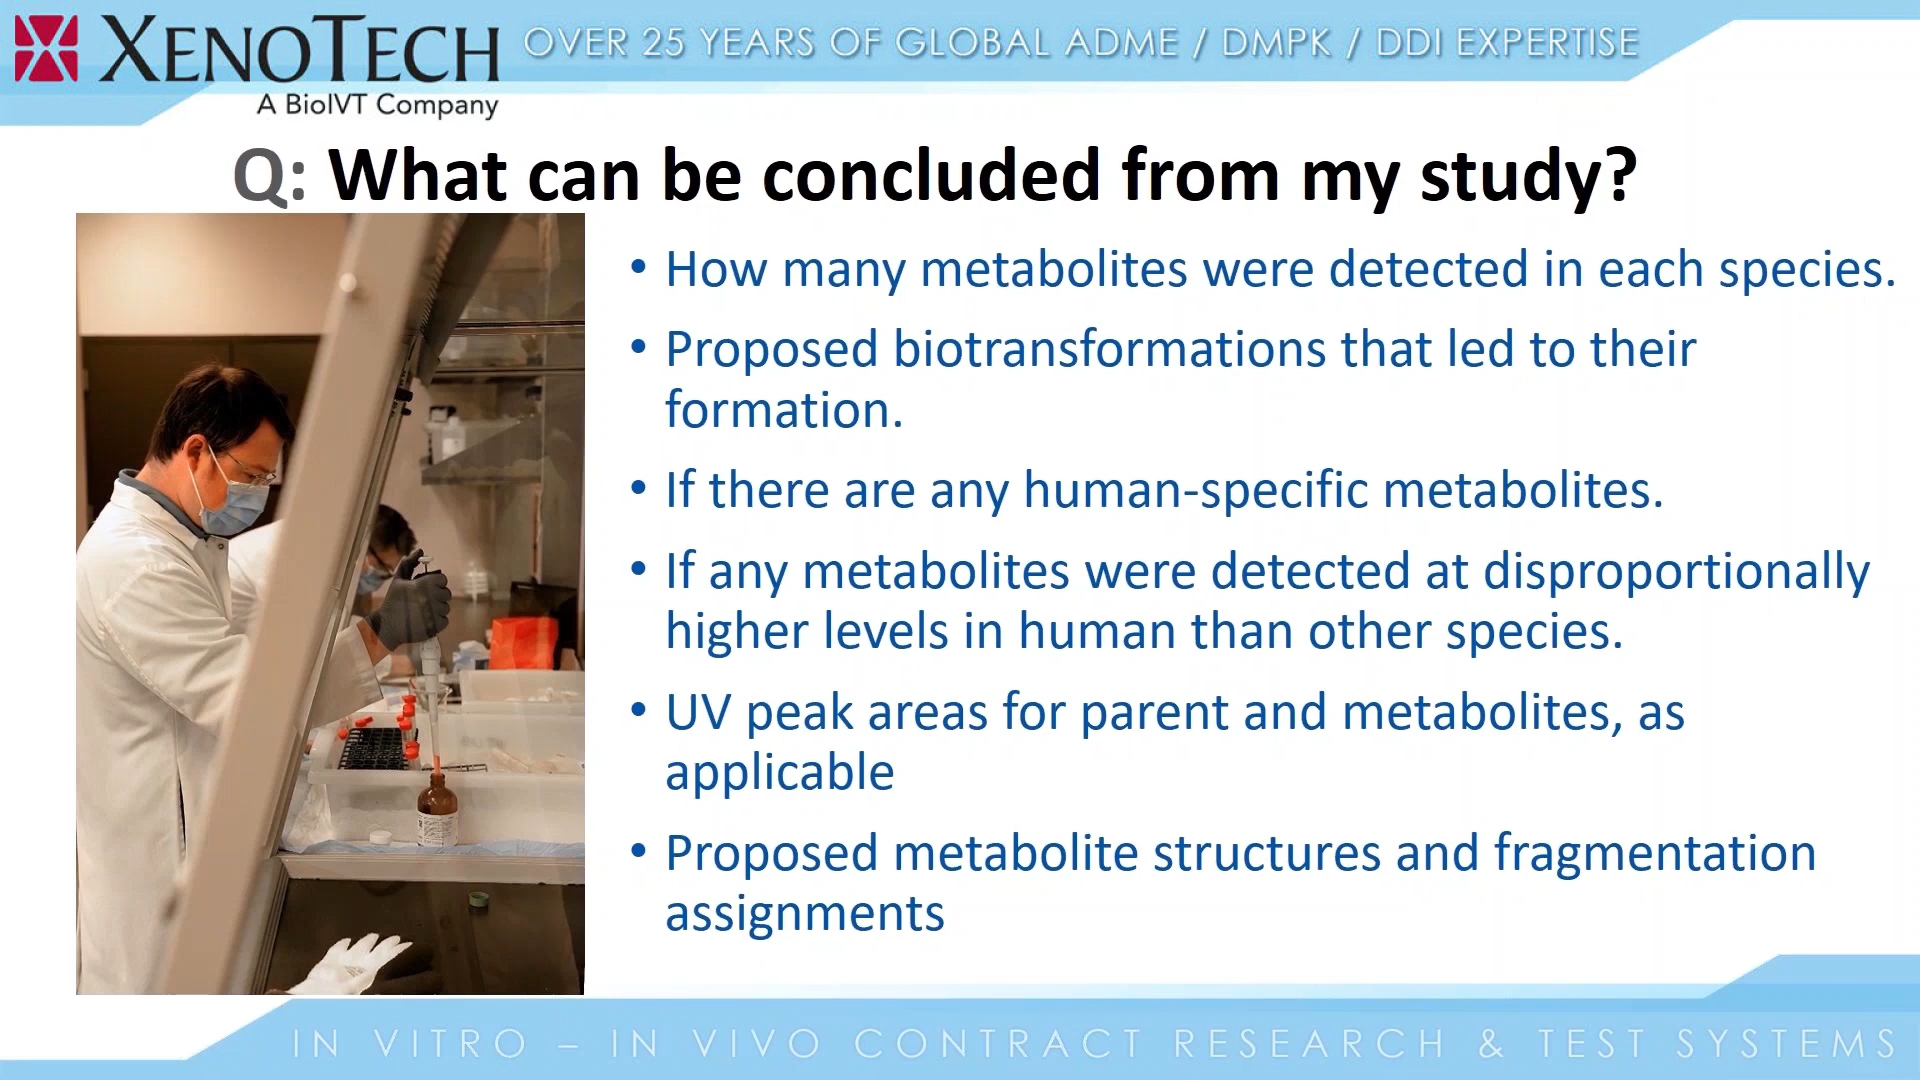 XENOTECH
A BioIVT Company
OVER 25 YEARS OF GLOBAL ADME / DMPK / DDI EXPERTISE
Q: What can be concluded from my study?
• How many metabolites were detected in each species.
• Proposed biotransformations that led to their
formation.
• If there are any human-specific metabolites.
• If any metabolites were detected at disproportionally
higher levels in human than other species.
• UV peak areas for parent and metabolites, as
applicable
• Proposed metabolite structures and fragmentation
assignments
IN VITRO – IN VIVO CONTRACT RESEARCH & TEST SYSTEMS